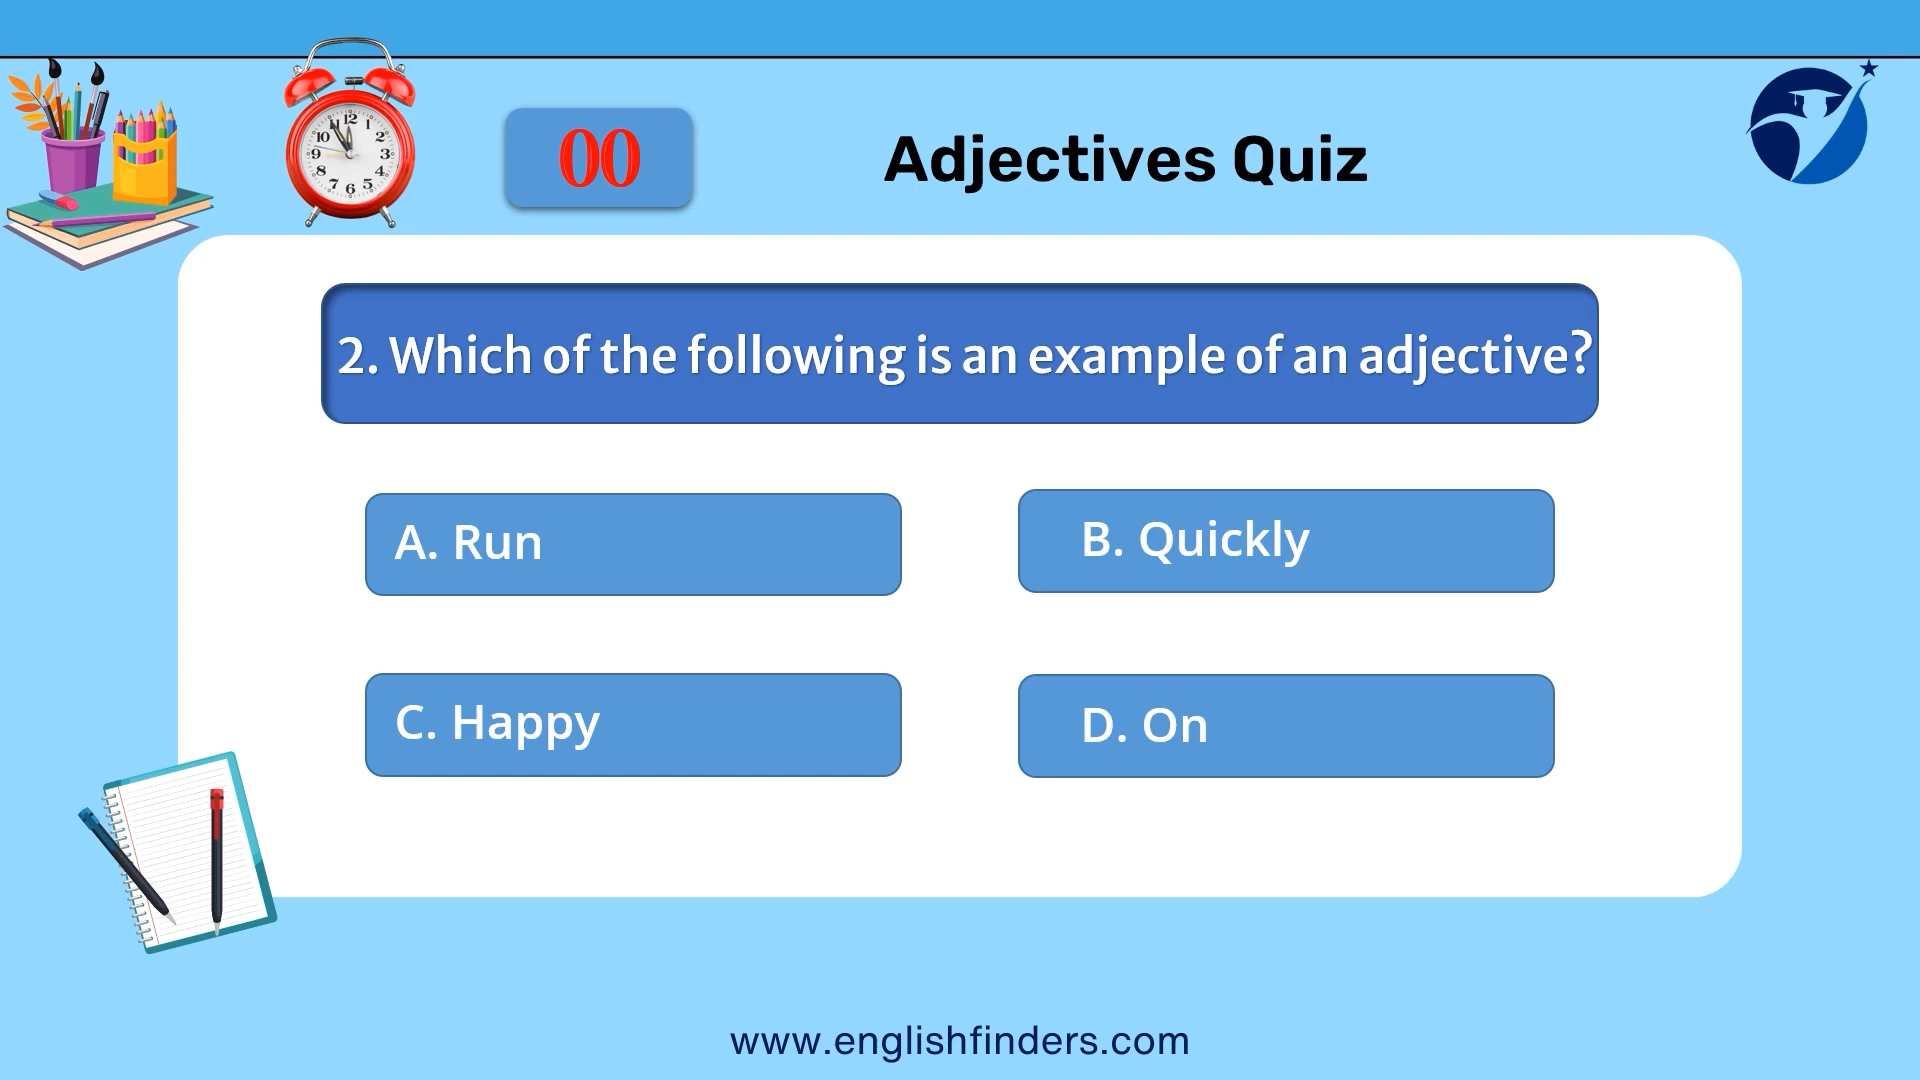 00
Adjectives Quiz
2. Which of the following is an example of an adjective?
A. Run
B. Quickly
C. Happy
D. On
www.englishfinders.com